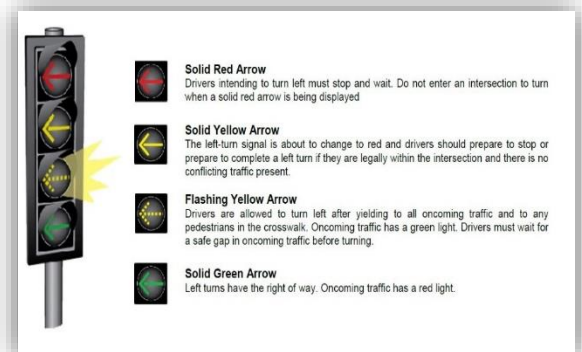 Solid Red Arrow
Drivers intending to turn left must stop and wait. Do not enter an intersection to turn
when a solid red arrow is being displayed
Solid Yellow Arrow
The left-turn signal is about to change to red and drivers should prepare to stop or
prepare to complete a left turn if they are legally within the intersection and there is no
conflicting traffic present.
Flashing Yellow Arrow
Drivers are allowed to turn left after yielding to all oncoming traffic and to any
pedestrians in the crosswalk. Oncoming traffic has a green light. Drivers must wait for
a safe gap in oncoming traffic before turning.
Solid Green Arrow
Left turns have the right of way. Oncoming traffic has a red light.